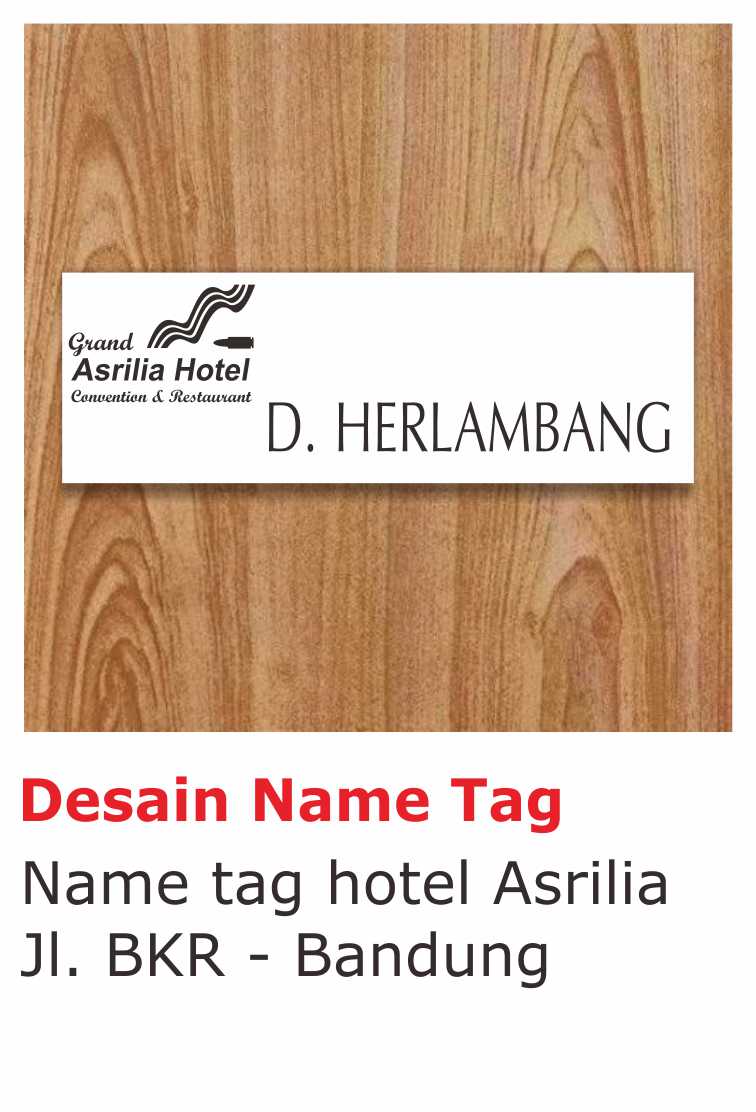 Grand
Asrilia Hotel
Convention & Restaurant
D. HERLAMBANG
Desain Name Tag
Name tag hotel Asrilia
Jl. BKR - Bandung